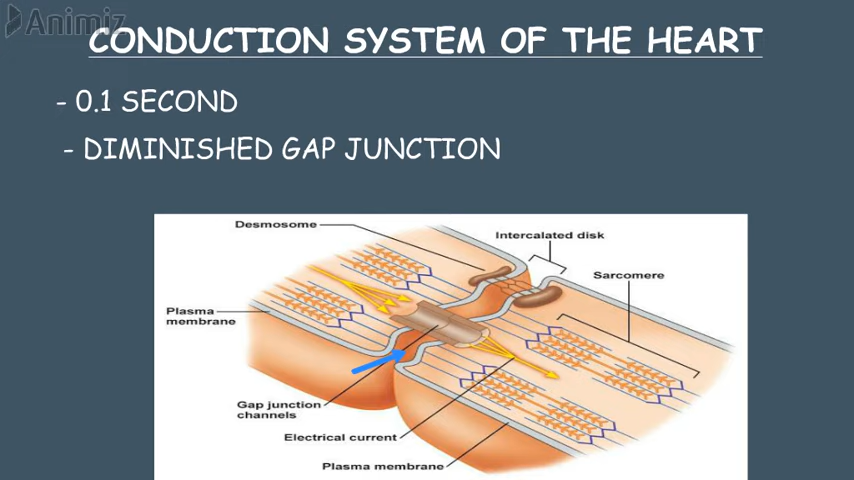 Animiz
CONDUCTION SYSTEM OF THE HEART
- 0.1 SECOND
- DIMINISHED GAP JUNCTION
Desmosome
Intercalated disk
Sarcomere
Plasma
membrane
Gap junction
channels
Electrical current
Plasma membrane